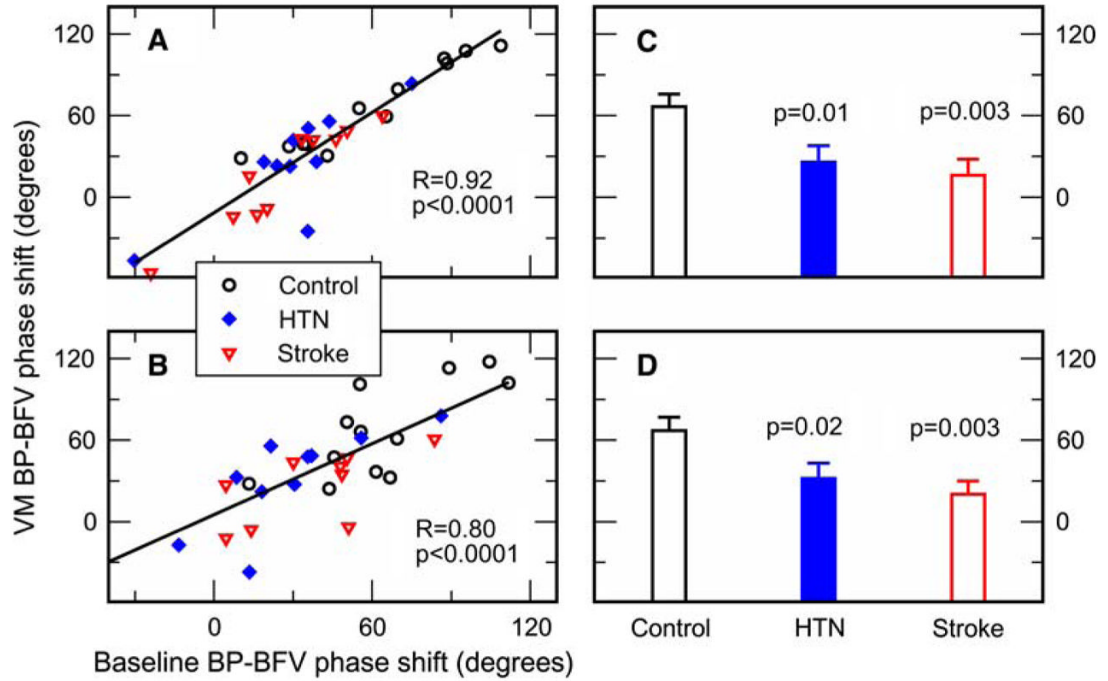 VM BP-BFV phase shift (degrees)
A
120
60
0
R=0.92
p<0.0001
Control
HTN
Stroke
B
120
60
0
R=0.80
p<0.0001
0 60 120
Baseline BP-BFV phase shift (degrees)
C
p=0.01
p=0.003
120
60
0
D
p=0.02
p=0.003
120
60
0
Control HTN Stroke